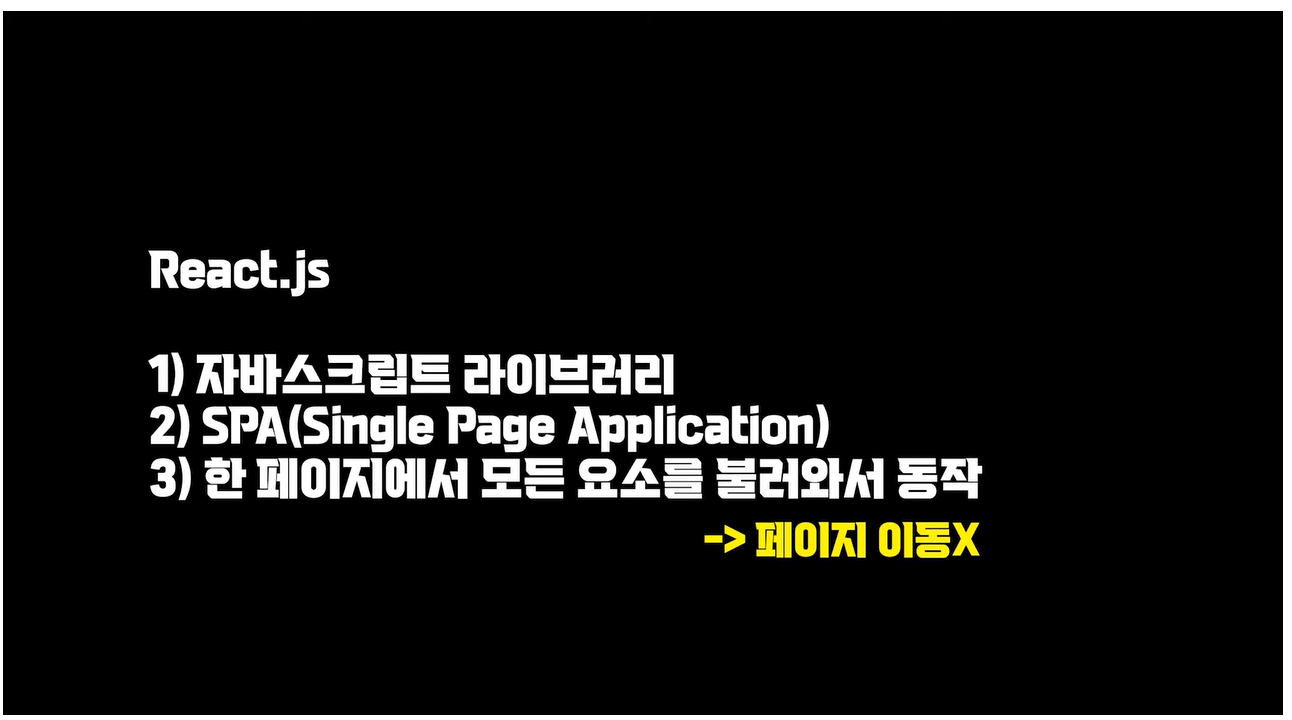 React.js
1) 자바스크립트 라이브러리
2) SPA(Single Page Application)
3) 한 페이지에서 모든 요소를 불러와서 동작
-> 페이지 이동X